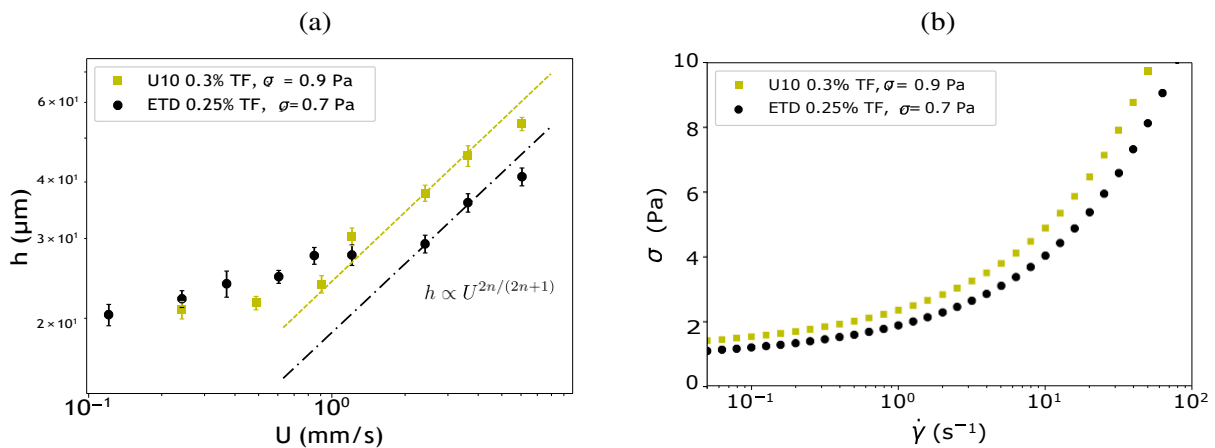 (a)
U10 0.3% TF, σ = 0.9 Pa
ETD 0.25% TF, σ = 0.7 Pa
h (μm)
6 × 10¹
4 × 10¹
3 × 10¹
2 × 10¹
h ∝ U^{2n/(2n+1)}
10⁻¹
10⁰
U (mm/s)
(b)
U10 0.3% TF, σ = 0.9 Pa
ETD 0.25% TF, σ = 0.7 Pa
σ (Pa)
10
8
6
4
2
0
10⁻¹
10⁰
10¹
10²
γ̇ (s⁻¹)